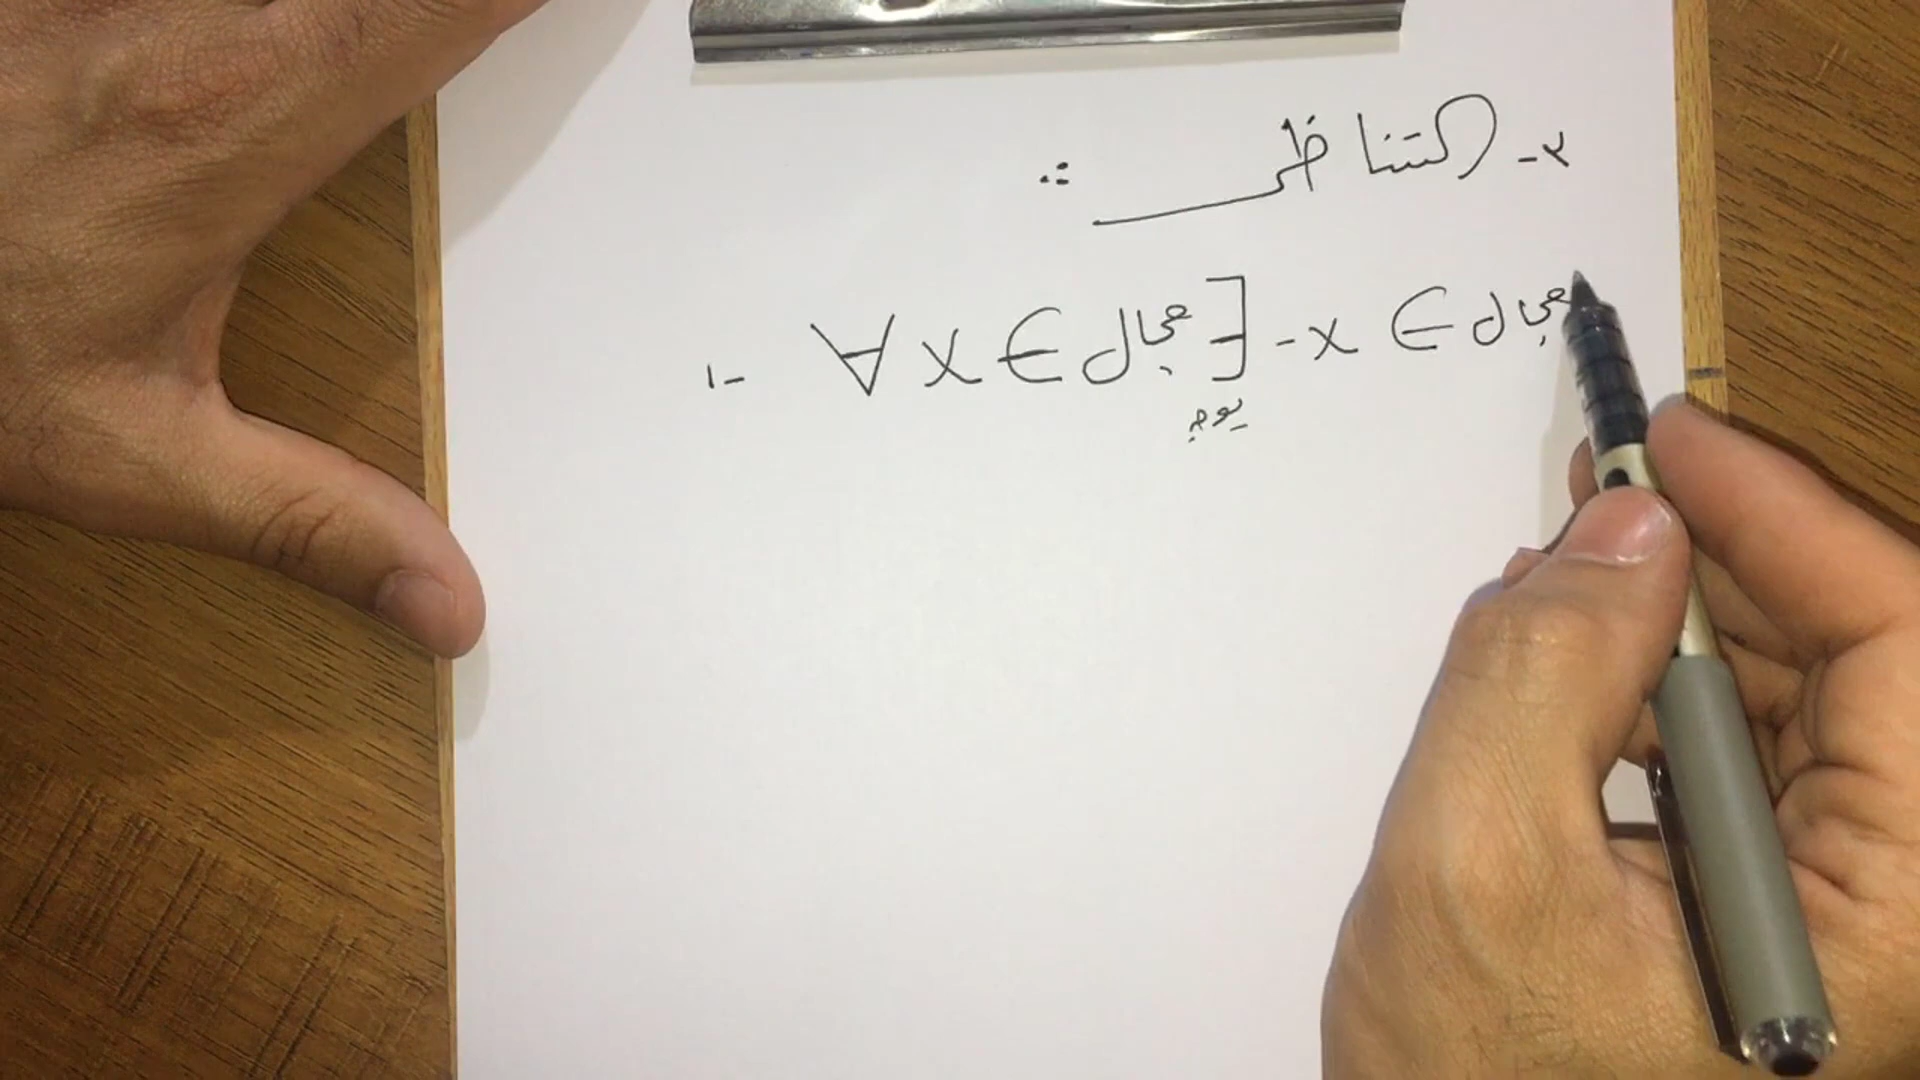 ٢- التناظر :-
١- ∀ x ∈ مجال ∃ -x ∈ مجال
يوجد